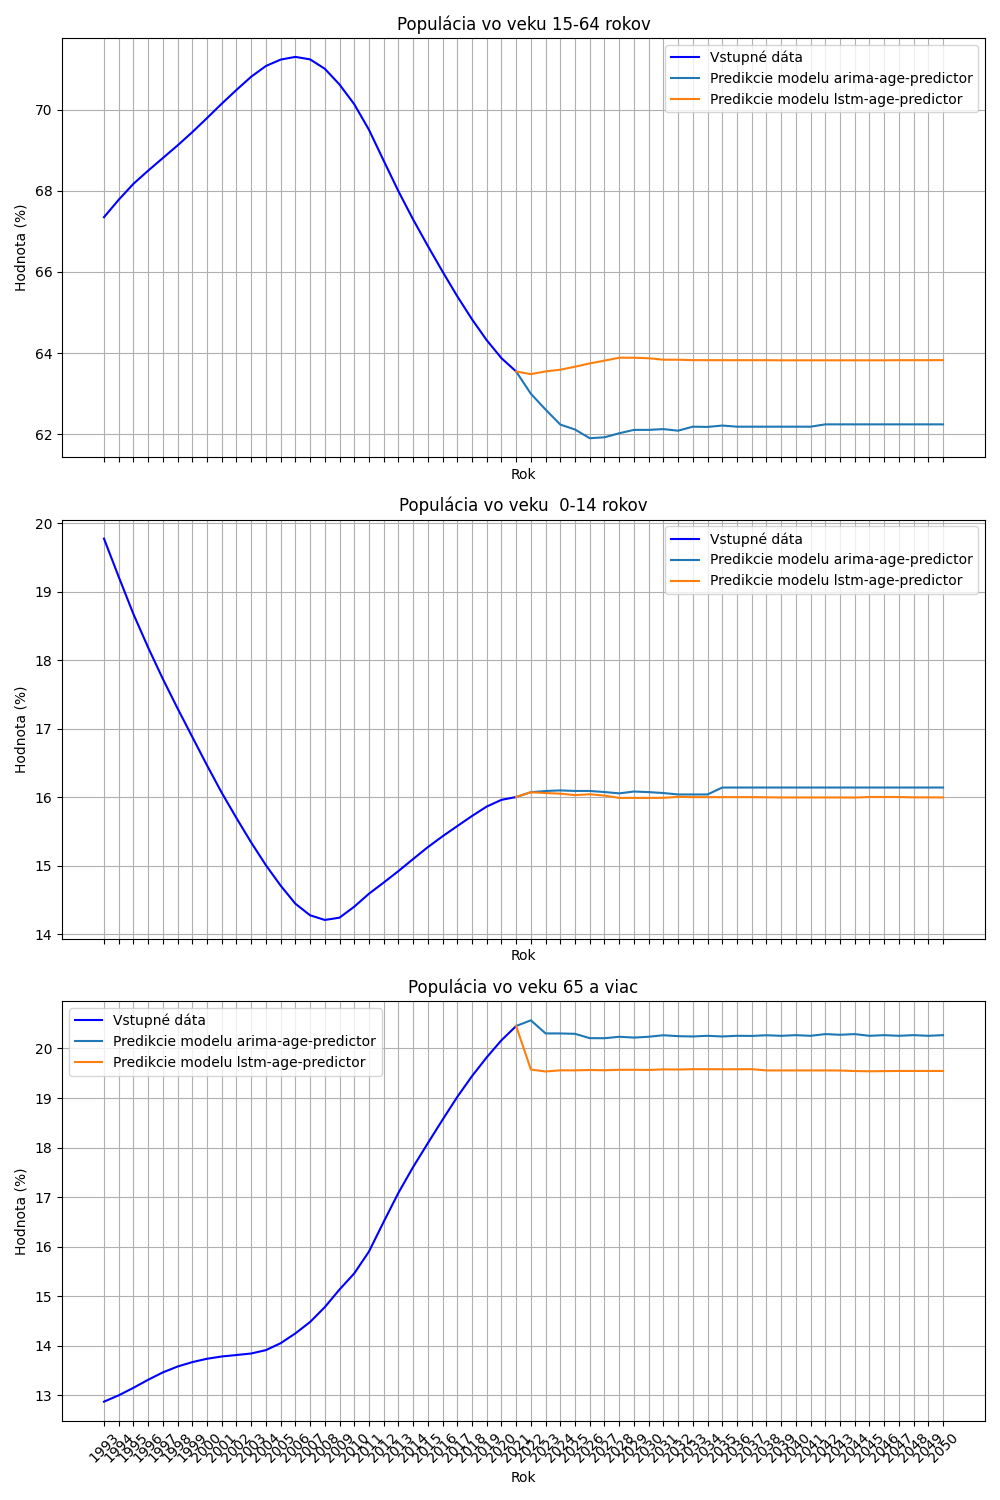 Populácia vo veku 15-64 rokov
Vstupné dáta
Predikcie modelu arima-age-predictor
Predikcie modelu lstm-age-predictor
Hodnota (%)
70
68
66
64
62
Rok
Populácia vo veku  0-14 rokov
Vstupné dáta
Predikcie modelu arima-age-predictor
Predikcie modelu lstm-age-predictor
Hodnota (%)
20
19
18
17
16
15
14
Rok
Populácia vo veku 65 a viac
Vstupné dáta
Predikcie modelu arima-age-predictor
Predikcie modelu lstm-age-predictor
Hodnota (%)
20
19
18
17
16
15
14
13
1993 1994 1995 1996 1997 1998 1999 2000 2001 2002 2003 2004 2005 2006 2007 2008 2009 2010 2011 2012 2013 2014 2015 2016 2017 2018 2019 2020 2021 2022 2023 2024 2025 2026 2027 2028 2029 2030 2031 2032 2033 2034 2035 2036 2037 2038 2039 2040 2041 2042 2043 2044 2045 2046 2047 2048 2049 2050
Rok